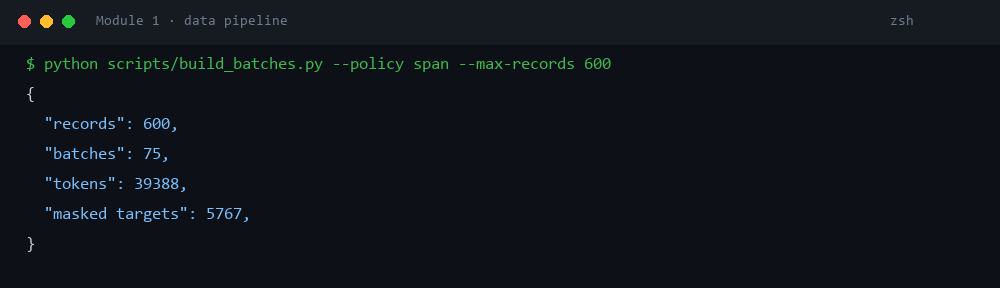 Module 1 · data pipeline zsh
$ python scripts/build_batches.py --policy span --max-records 600
{
"records": 600,
"batches": 75,
"tokens": 39388,
"masked targets": 5767,
}